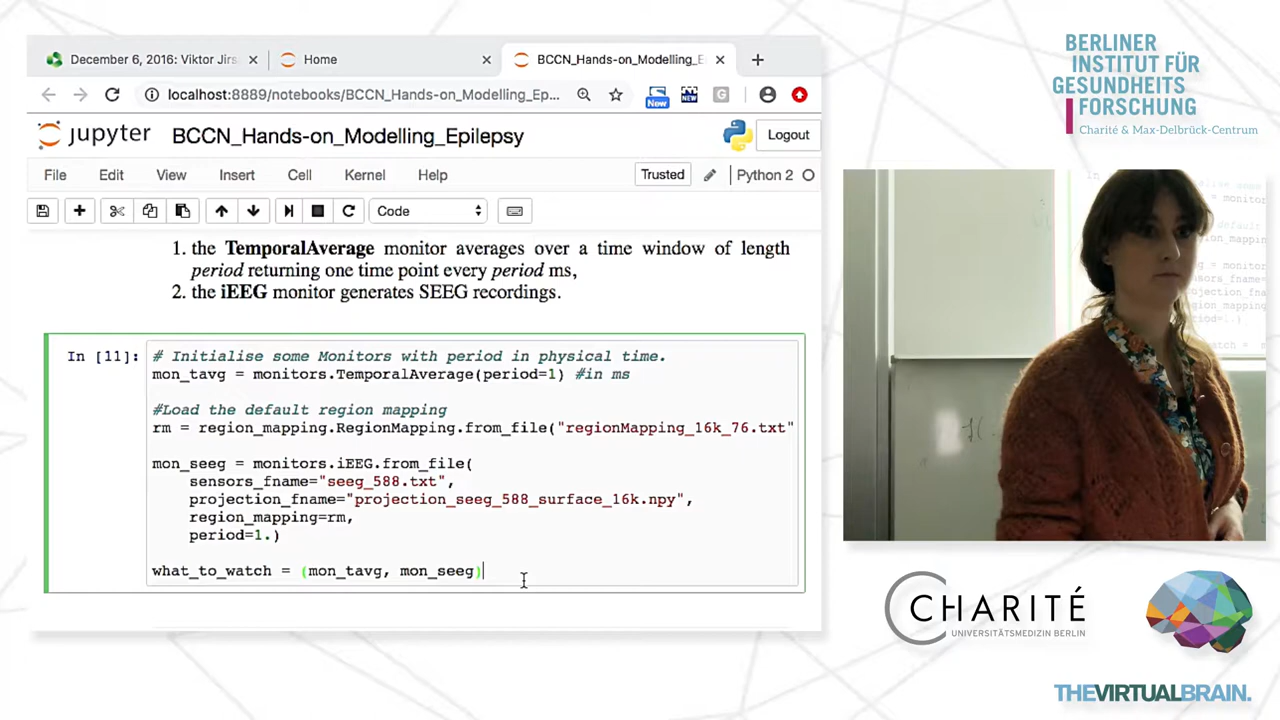 December 6, 2016: Viktor Jirs
Home
BCCN_Hands-on_Modelling_E
localhost:8889/notebooks/BCCN_Hands-on_Modelling_Ep...
New
New
jupyter
BCCN_Hands-on_Modelling_Epilepsy
Logout
File Edit View Insert Cell Kernel Help
Trusted
Python 2
Code
1. the TemporalAverage monitor averages over a time window of length
period returning one time point every period ms,
2. the iEEG monitor generates SEEG recordings.
In [11]:
# Initialise some Monitors with period in physical time.
mon_tavg = monitors.TemporalAverage(period=1) #in ms
#Load the default region mapping
rm = region_mapping.RegionMapping.from_file("regionMapping_16k_76.txt"
mon_seeg = monitors.iEEG.from_file(
sensors_fname="seeg_588.txt",
projection_fname="projection_seeg_588_surface_16k.npy",
region_mapping=rm,
period=1.)
what_to_watch = (mon_tavg, mon_seeg)
BERLINER
INSTITUT FÜR
GESUNDHEITS
FORSCHUNG
Charité & Max-Delbrück-Centrum
CHARITÉ
UNIVERSITÄTSMEDIZIN BERLIN
THEVIRTUALBRAIN.